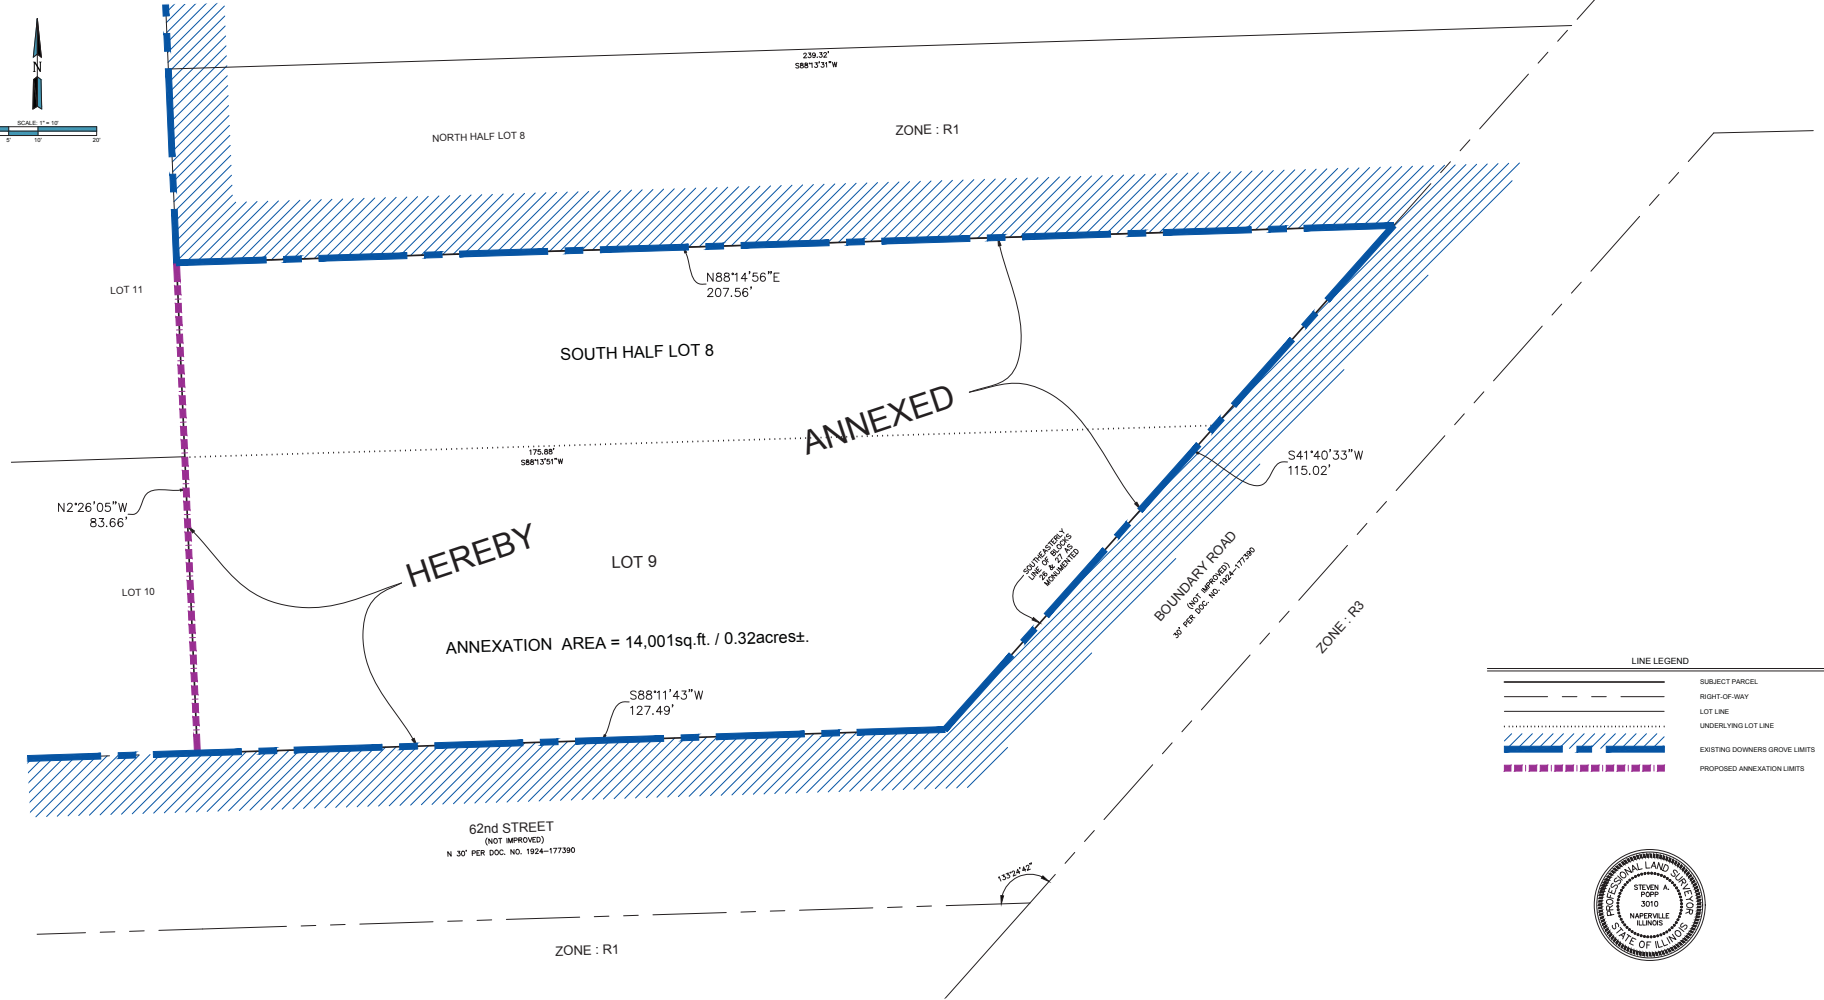 N
SCALE: 1" = 10'
5' 10' 20'
239.32'
S88°13'31"W
NORTH HALF LOT 8
ZONE : R1
LOT 11
N88°14'56"E
207.56'
SOUTH HALF LOT 8
ANNEXED
175.88'
S88°13'51"W
S41°40'33"W
115.02'
N2°26'05"W
83.66'
HEREBY
LOT 9
SOUTHEASTERLY
LINE OF BLOCKS
26 & 27 AS
MONUMENTED
BOUNDARY ROAD
(NOT IMPROVED)
30' PER DOC. NO. 1924-177390
LOT 10
ZONE : R3
ANNEXATION AREA = 14,001sq.ft. / 0.32acres±.
S88°11'43"W
127.49'
LINE LEGEND
SUBJECT PARCEL
RIGHT-OF-WAY
LOT LINE
UNDERLYING LOT LINE
EXISTING DOWNERS GROVE LIMITS
PROPOSED ANNEXATION LIMITS
62nd STREET
(NOT IMPROVED)
N 30' PER DOC. NO. 1924-177390
133°24'42"
ZONE : R1
PROFESSIONAL LAND SURVEYOR
STEVEN A.
POPP
3010
NAPERVILLE
ILLINOIS
STATE OF ILLINOIS